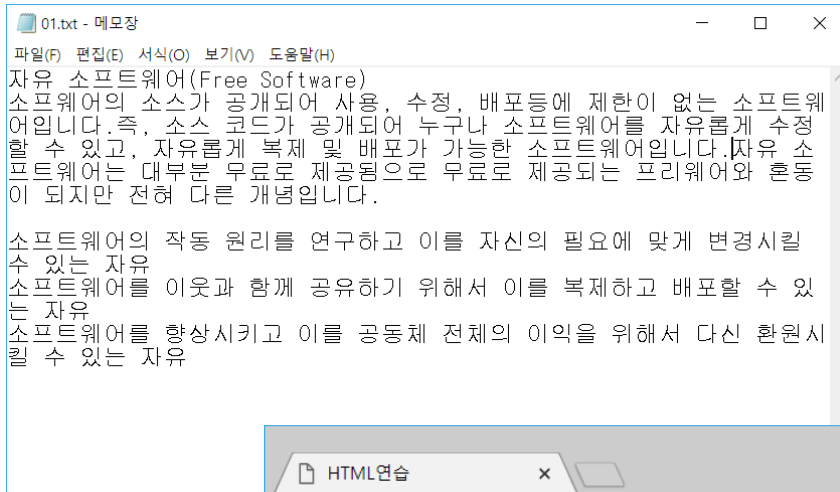 01.txt - 메모장
파일(F) 편집(E) 서식(O) 보기(V) 도움말(H)
자유 소프트웨어(Free Software)
소프웨어의 소스가 공개되어 사용, 수정, 배포등에 제한이 없는 소프트웨
어입니다.즉, 소스 코드가 공개되어 누구나 소프트웨어를 자유롭게 수정
할 수 있고, 자유롭게 복제 및 배포가 가능한 소프트웨어입니다.자유 소
프트웨어는 대부분 무료로 제공됨으로 무료로 제공되는 프리웨어와 혼동
이 되지만 전혀 다른 개념입니다.
소프트웨어의 작동 원리를 연구하고 이를 자신의 필요에 맞게 변경시킬
수 있는 자유
소프트웨어를 이웃과 함께 공유하기 위해서 이를 복제하고 배포할 수 있
는 자유
소프트웨어를 향상시키고 이를 공동체 전체의 이익을 위해서 다신 환원시
킬 수 있는 자유
HTML연습